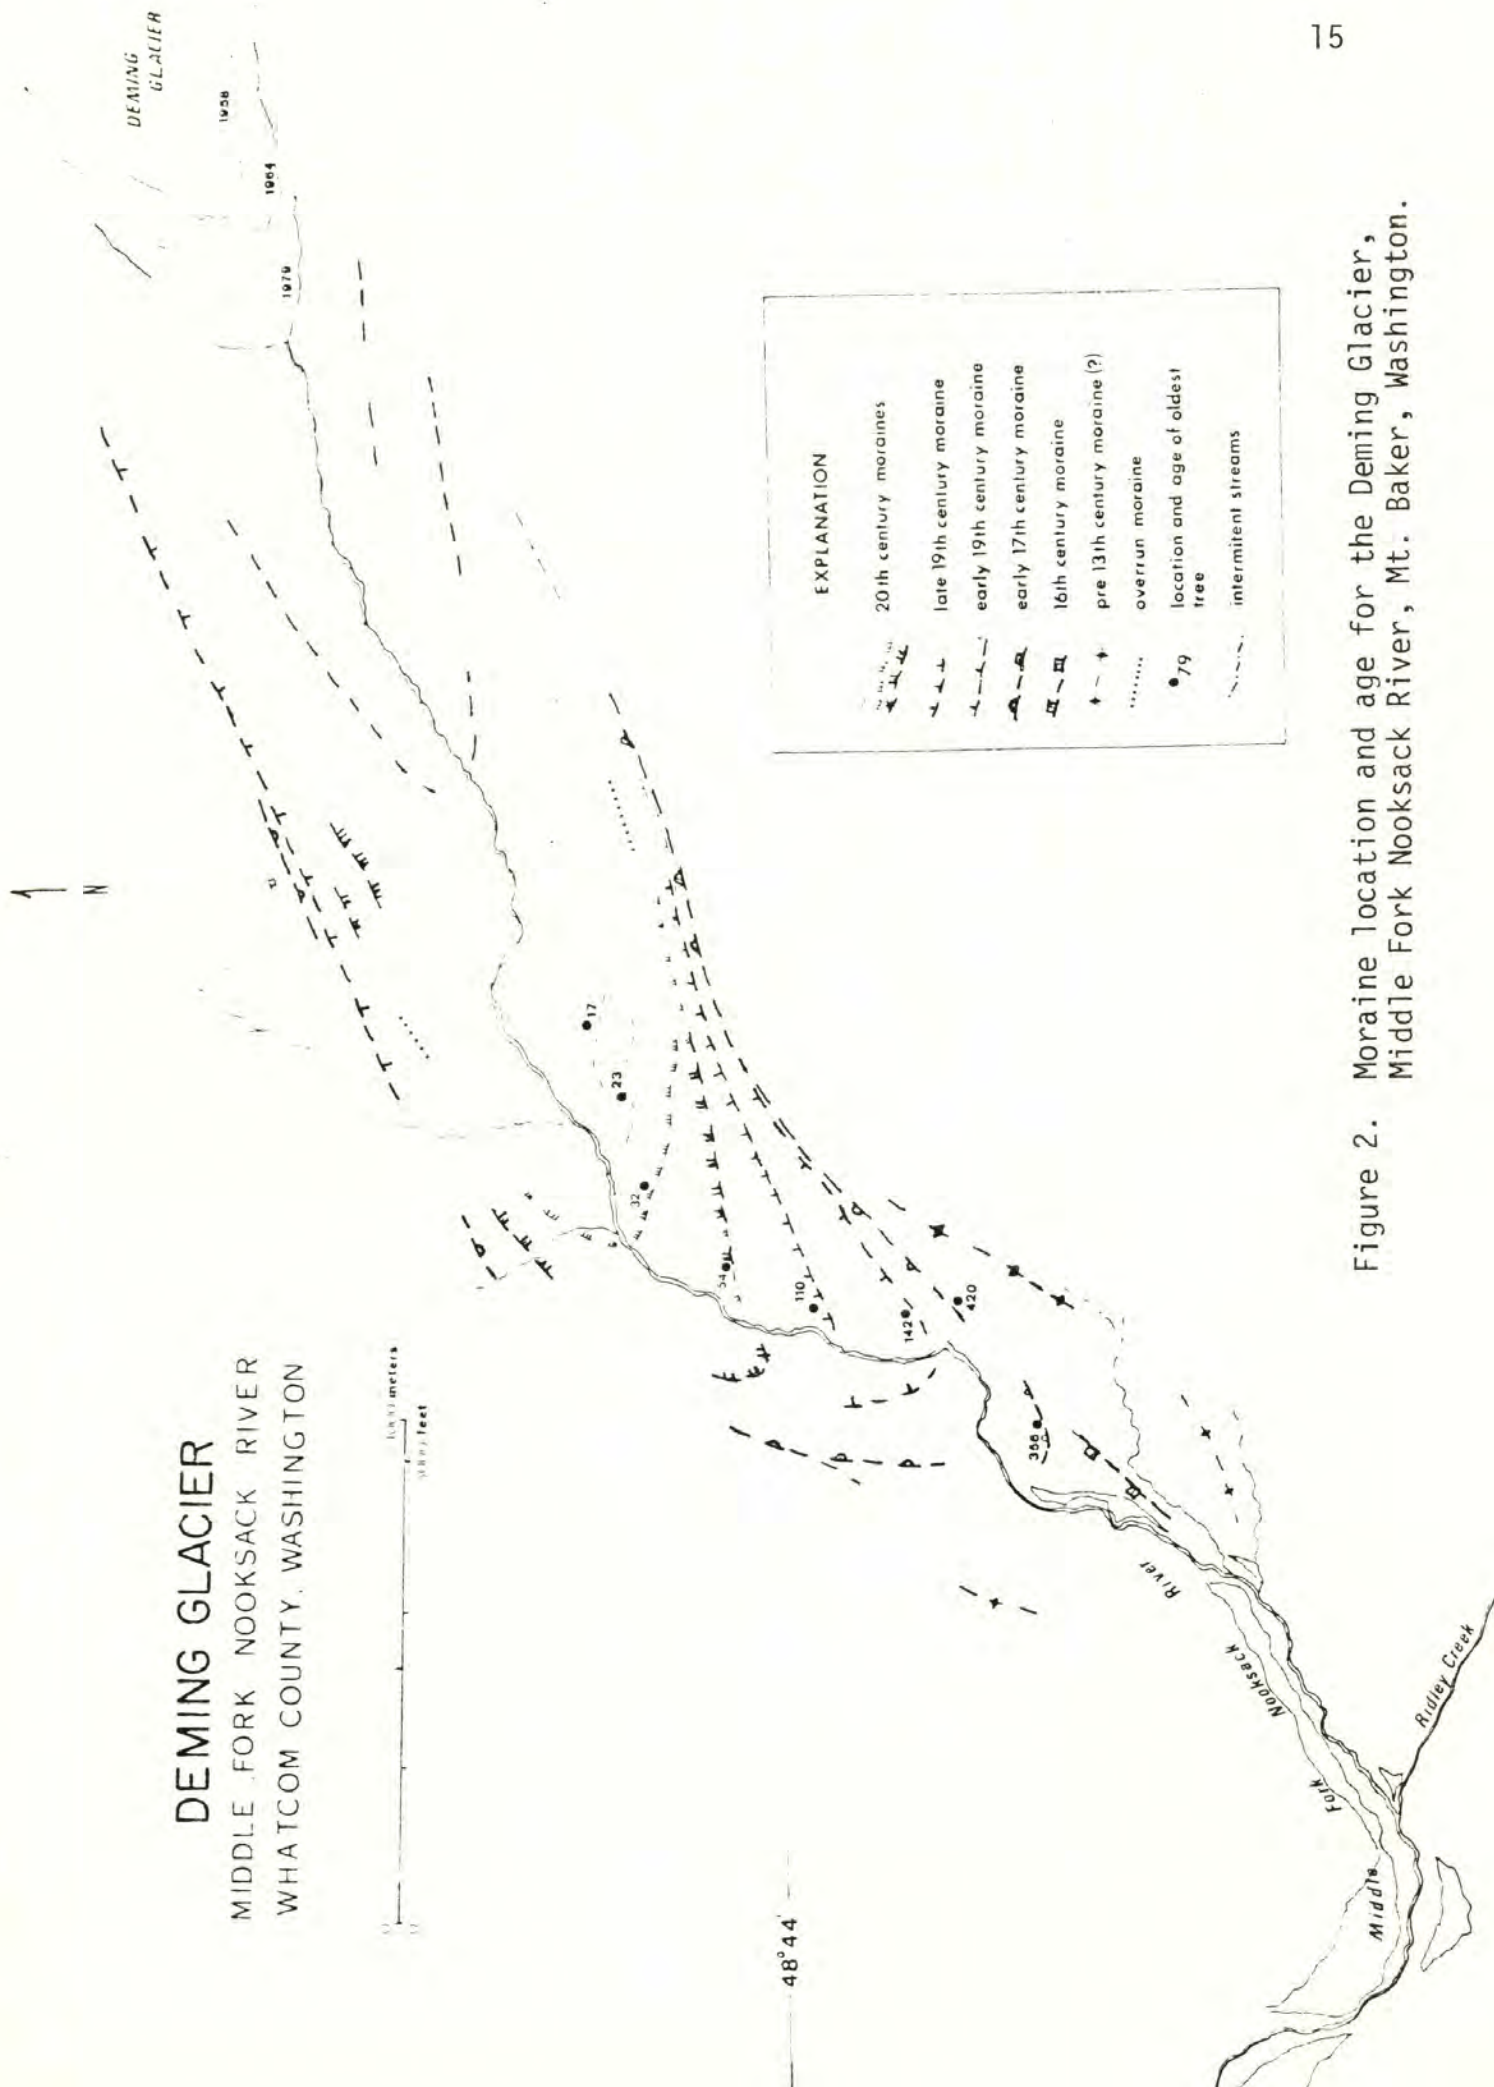 15
DEMING GLACIER
MIDDLE FORK NOOKSACK RIVER
WHATCOM COUNTY, WASHINGTON
meters
feet
N
DEMING
GLACIER
1958
1964
1979
17
23
32
54
110
142
420
356
48°44'
Middle
Fork
Nooksack
River
Ridley Creek
EXPLANATION
20th century moraines
late 19th century moraine
early 19th century moraine
early 17th century moraine
16th century moraine
pre 13th century moraine (?)
overrun moraine
79
location and age of oldest
tree
intermitent streams
Figure 2. Moraine location and age for the Deming Glacier,
Middle Fork Nooksack River, Mt. Baker, Washington.